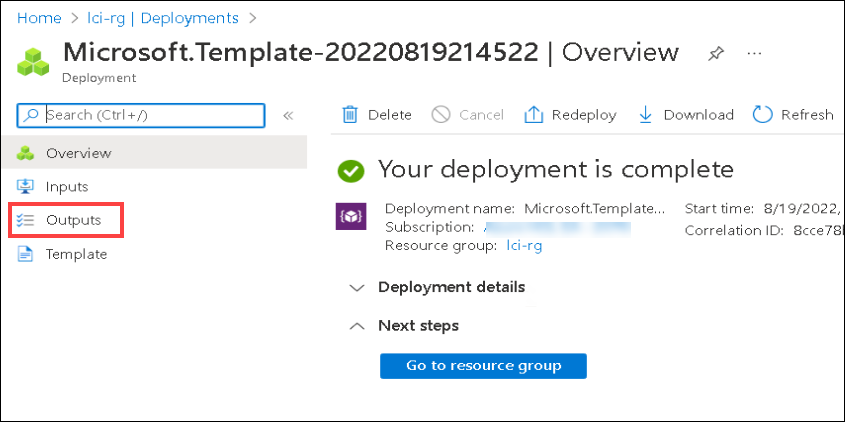 Home > lci-rg | Deployments >
Microsoft.Template-20220819214522 | Overview ...
Deployment
Search (Ctrl+/) «
Delete Cancel Redeploy Download Refresh
Overview
Inputs
Outputs
Template
Your deployment is complete
Deployment name: Microsoft.Template...
Subscription:
Resource group: lci-rg
Start time: 8/19/2022,
Correlation ID: 8cce78
Deployment details
Next steps
Go to resource group